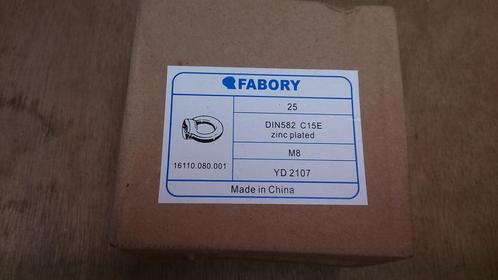 FABORY
25
DIN582 C15E
zinc plated
M8
16110.080.001
YD 2107
Made in China